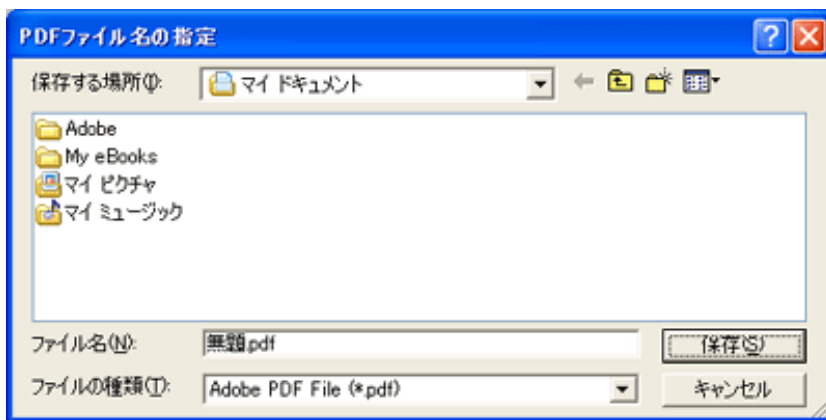 PDFファイル名の指定
保存する場所(I):
マイ ドキュメント
Adobe
My eBooks
マイ ピクチャ
マイ ミュージック
ファイル名(N):
無題.pdf
保存(S)
ファイルの種類(T):
Adobe PDF File (*.pdf)
キャンセル